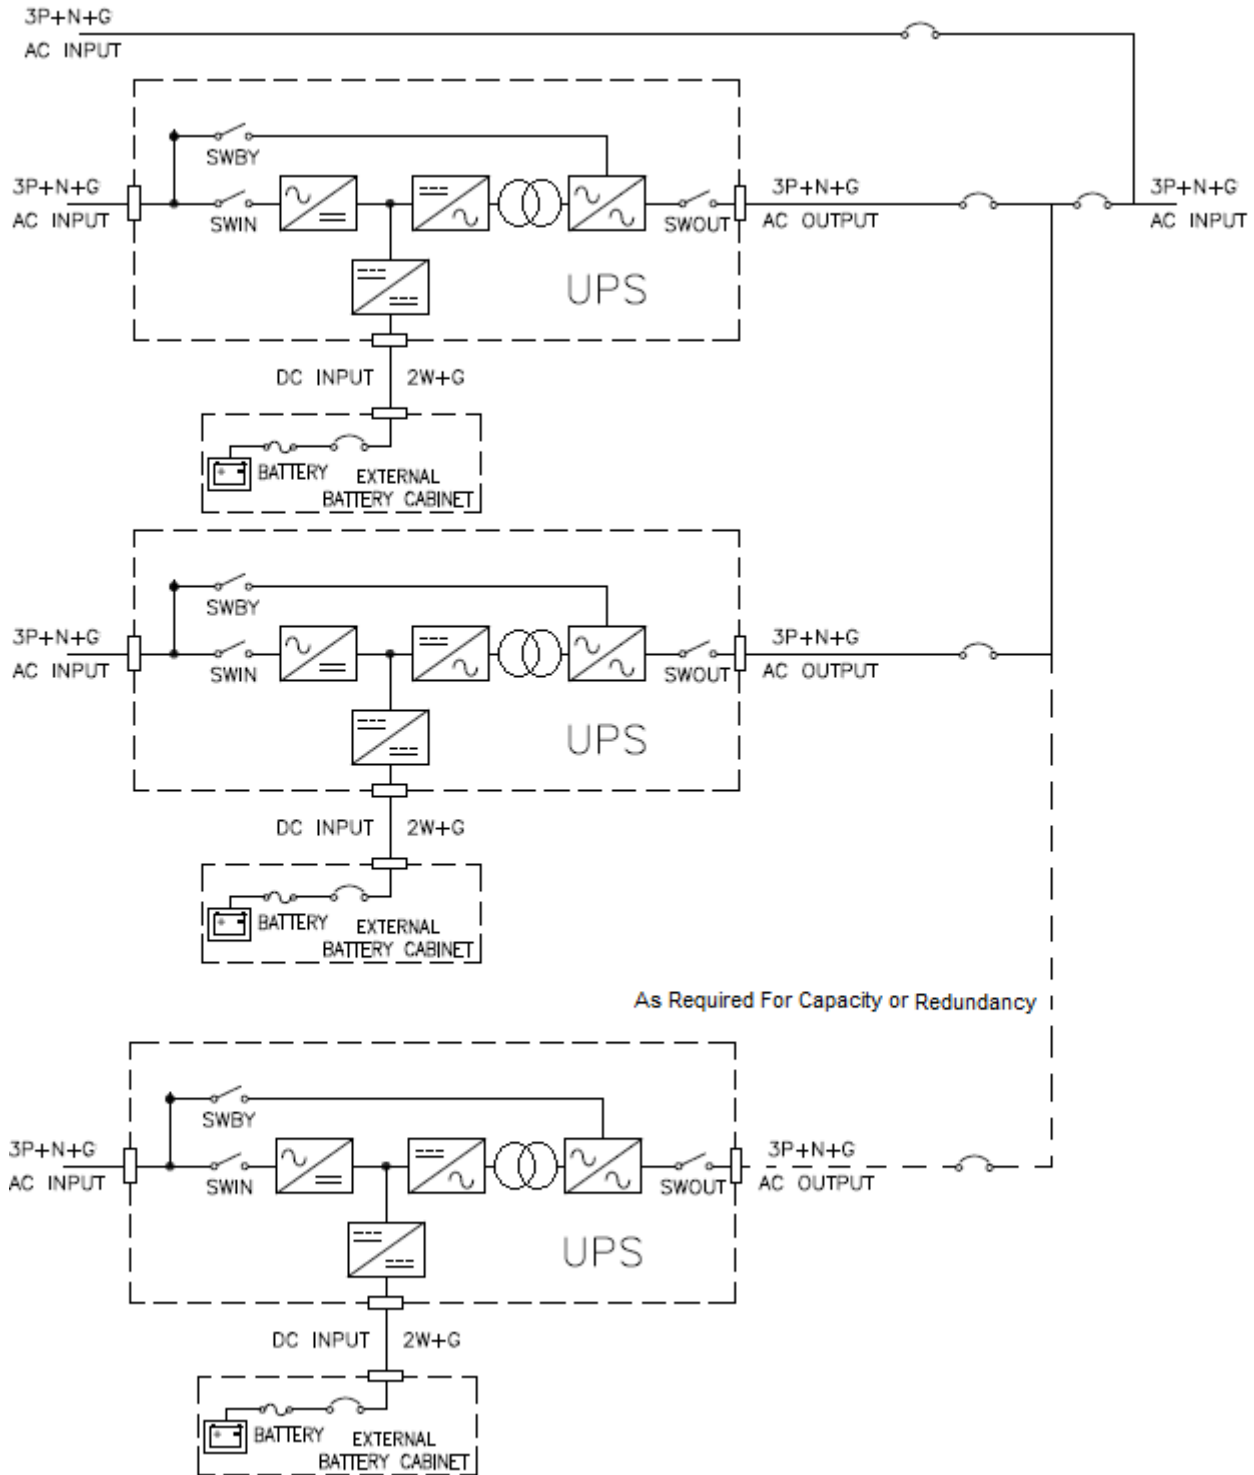 3P+N+G
AC INPUT
SWBY
3P+N+G
AC INPUT
SWIN
SWOUT
3P+N+G
AC OUTPUT
3P+N+G
AC INPUT
UPS
DC INPUT 2W+G
BATTERY
EXTERNAL
BATTERY CABINET
SWBY
3P+N+G
AC INPUT
SWIN
SWOUT
3P+N+G
AC OUTPUT
UPS
DC INPUT 2W+G
BATTERY
EXTERNAL
BATTERY CABINET
As Required For Capacity or Redundancy
SWBY
3P+N+G
AC INPUT
SWIN
SWOUT
3P+N+G
AC OUTPUT
UPS
DC INPUT 2W+G
BATTERY
EXTERNAL
BATTERY CABINET